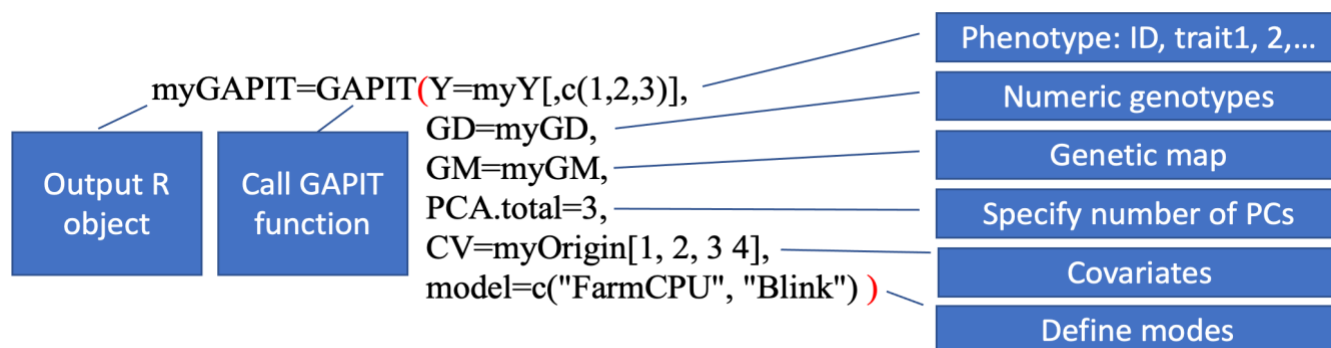 Phenotype: ID, trait1, 2,...
myGAPIT=GAPIT(Y=myY[,c(1,2,3)],
Numeric genotypes
GD=myGD,
Genetic map
GM=myGM,
Output R
object
Call GAPIT
function
PCA.total=3,
Specify number of PCs
CV=myOrigin[1, 2, 3 4],
Covariates
model=c("FarmCPU", "Blink") )
Define modes